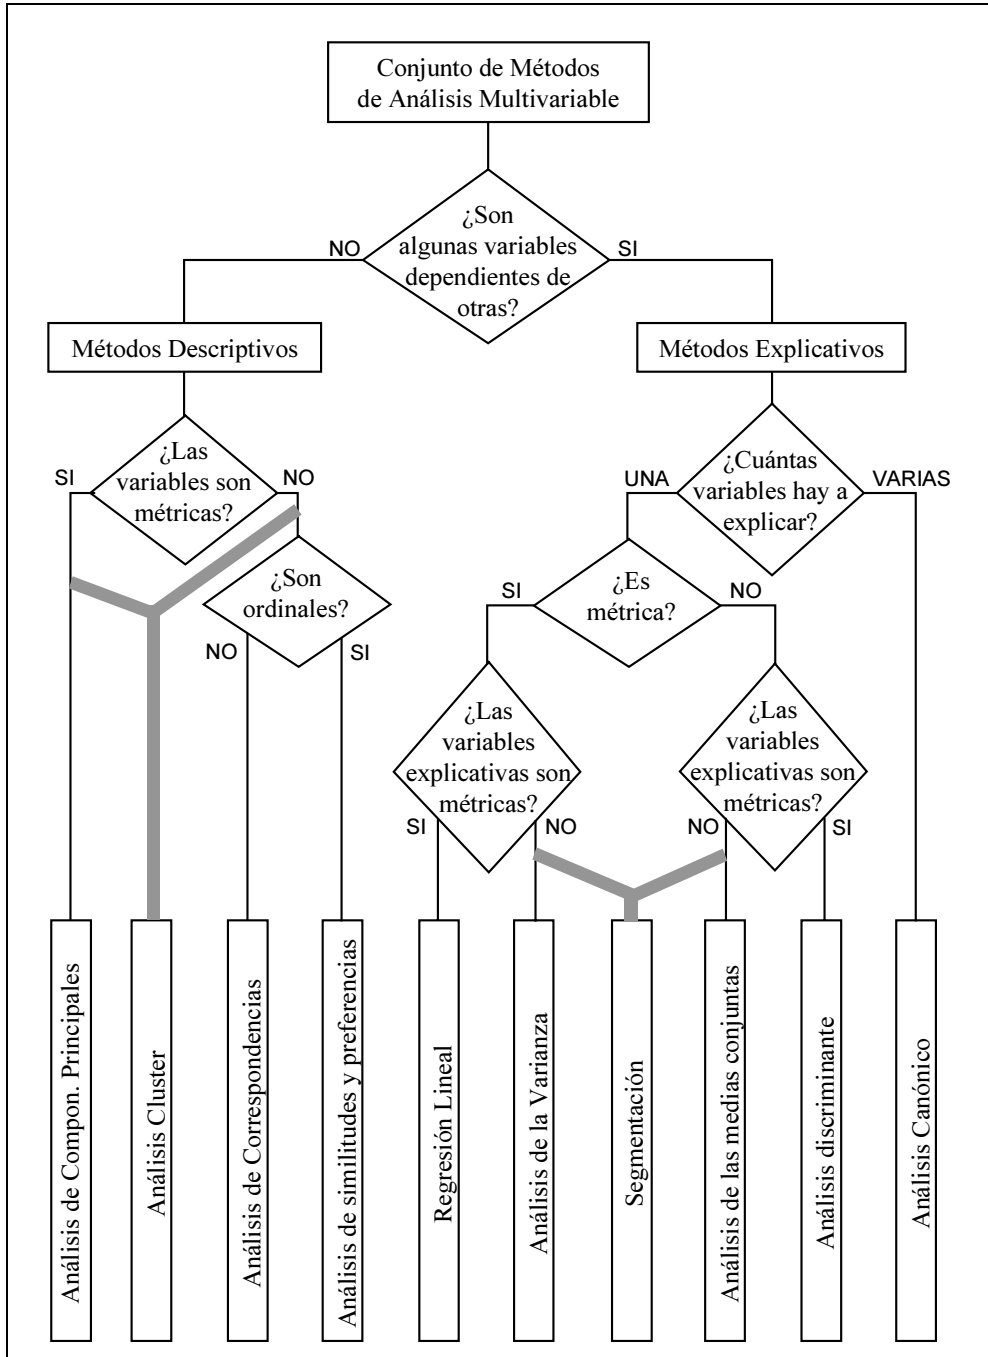 Conjunto de Métodos
de Análisis Multivariable
¿Son
algunas variables
dependientes de
otras?
NO
SI
Métodos Descriptivos
Métodos Explicativos
¿Las
variables son
métricas?
SI
NO
¿Cuántas
variables hay a
explicar?
UNA
VARIAS
¿Son
ordinales?
NO
SI
¿Es
métrica?
SI
NO
¿Las
variables
explicativas son
métricas?
SI
NO
¿Las
variables
explicativas son
métricas?
NO
SI
Análisis de Compon. Principales
Análisis Cluster
Análisis de Correspondencias
Análisis de similitudes y preferencias
Regresión Lineal
Análisis de la Varianza
Segmentación
Análisis de las medias conjuntas
Análisis discriminante
Análisis Canónico